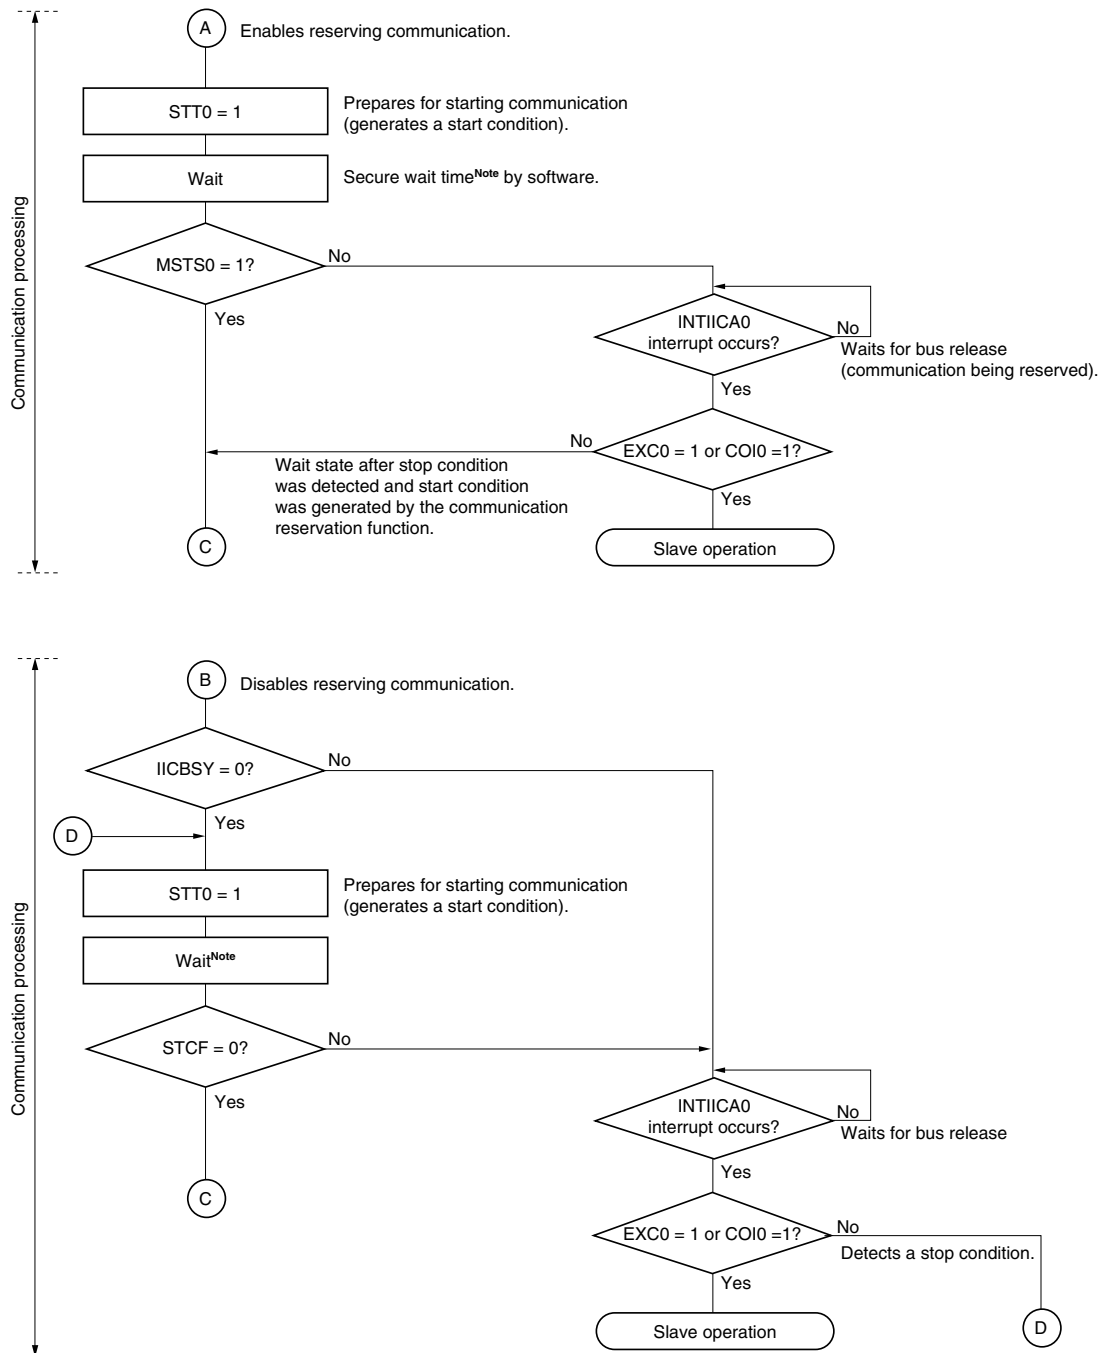 A
Enables reserving communication.
STT0 = 1
Prepares for starting communication
(generates a start condition).
Wait
Secure wait timeNote by software.
MSTS0 = 1?
No
Yes
INTIICA0
interrupt occurs?
No
Waits for bus release
(communication being reserved).
Yes
EXC0 = 1 or COI0 =1?
No
Wait state after stop condition
was detected and start condition
was generated by the communication
reservation function.
Yes
C
Slave operation
Communication processing
B
Disables reserving communication.
IICBSY = 0?
No
Yes
D
STT0 = 1
Prepares for starting communication
(generates a start condition).
WaitNote
STCF = 0?
No
Yes
INTIICA0
interrupt occurs?
No
Waits for bus release
Yes
C
EXC0 = 1 or COI0 =1?
No
Detects a stop condition.
Yes
Slave operation
D
Communication processing